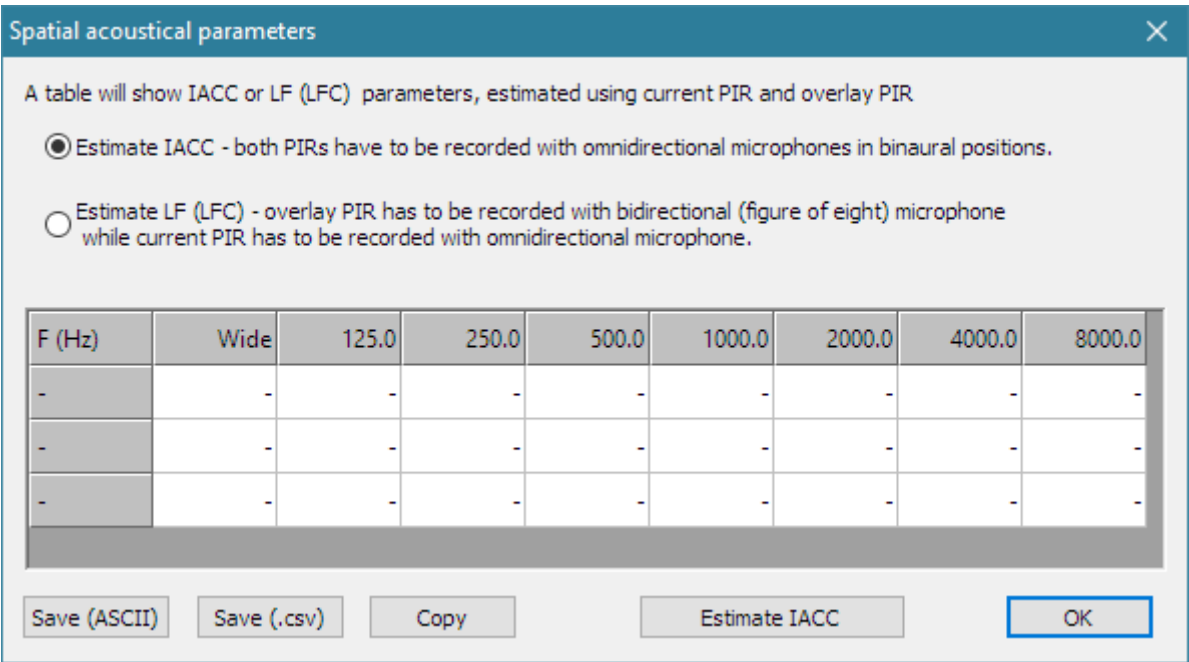 Spatial acoustical parameters
A table will show IACC or LF (LFC)  parameters, estimated using current PIR and overlay PIR
Estimate IACC - both PIRs have to be recorded with omnidirectional microphones in binaural positions.
Estimate LF (LFC) - overlay PIR has to be recorded with bidirectional (figure of eight) microphone
while current PIR has to be recorded with omnidirectional microphone.
F (Hz) Wide 125.0 250.0 500.0 1000.0 2000.0 4000.0 8000.0
- - - - - - - - -
- - - - - - - - -
- - - - - - - - -
Save (ASCII) Save (.csv) Copy Estimate IACC OK